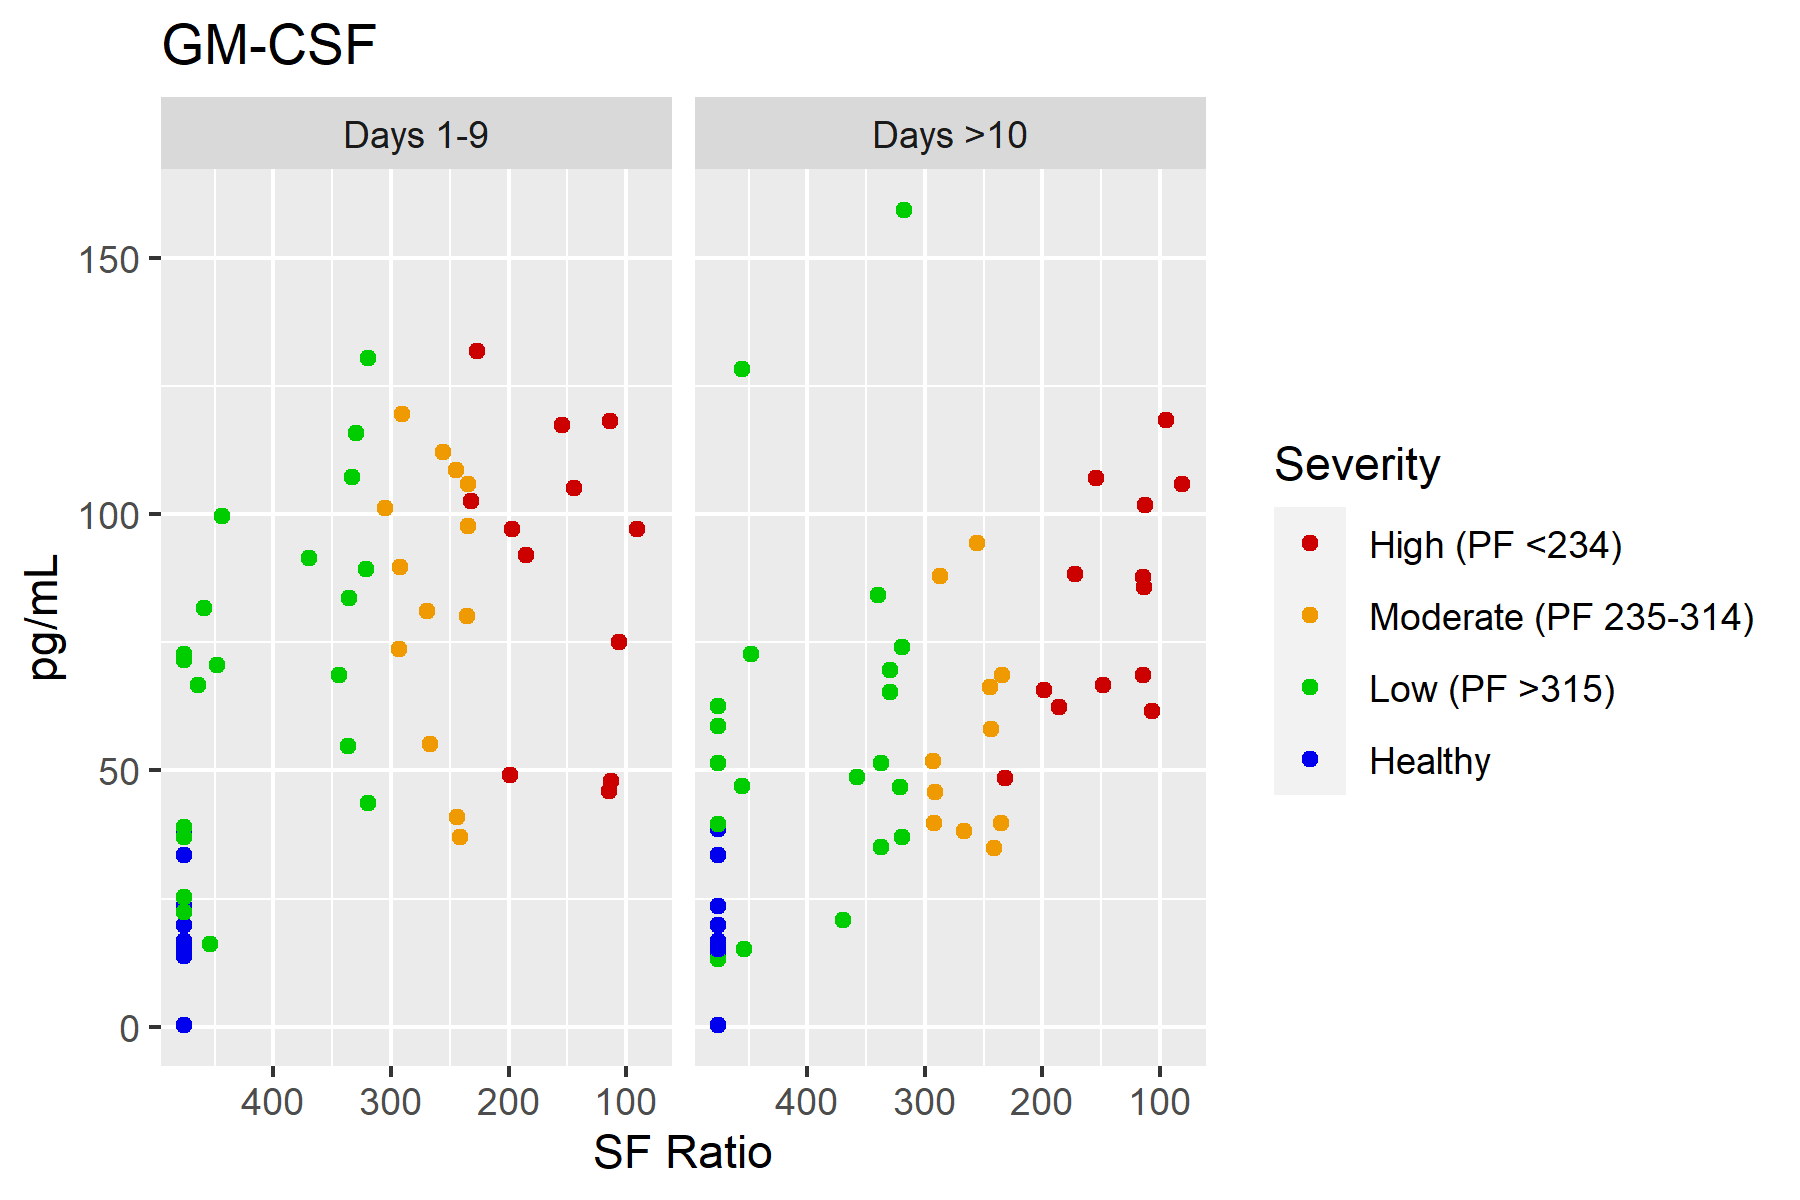 GM-CSF
Days 1-9
Days >10
150
100
50
0
pg/mL
400 300 200 100
400 300 200 100
SF Ratio
Severity
High (PF <234)
Moderate (PF 235-314)
Low (PF >315)
Healthy